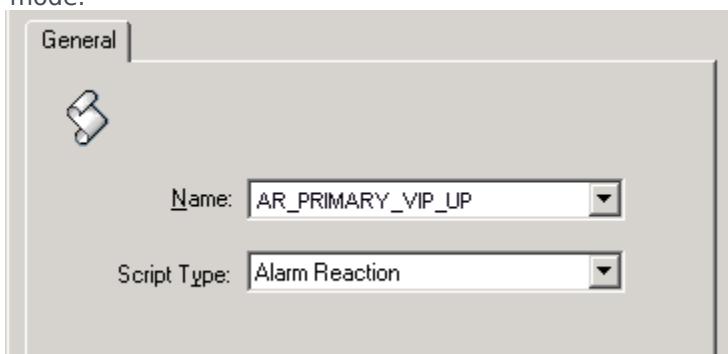 mode.
General
Name: AR_PRIMARY_VIP_UP
Script Type: Alarm Reaction